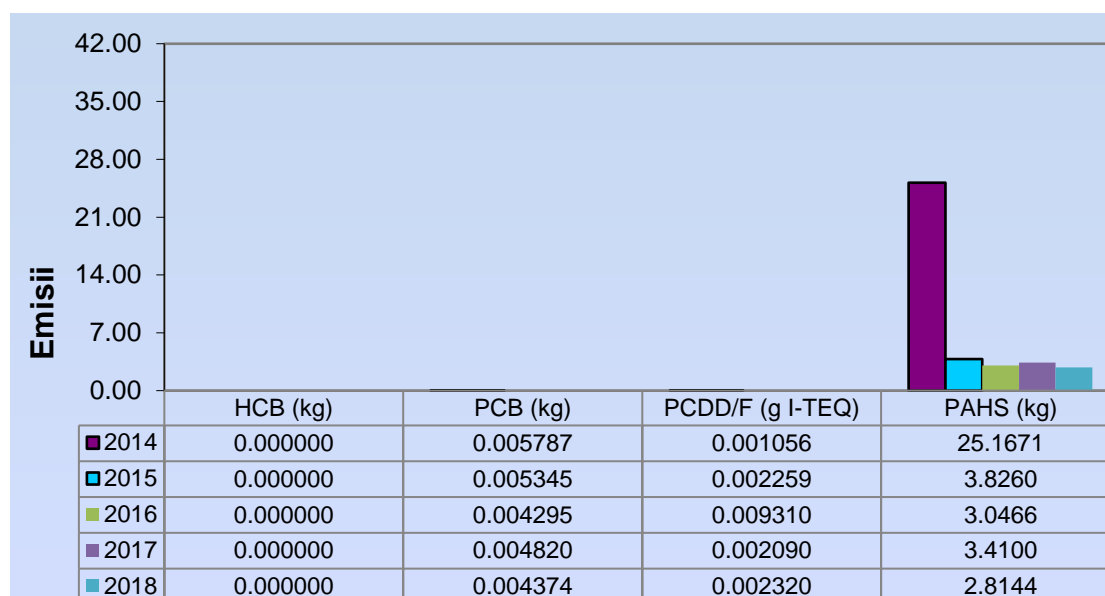 42.00
35.00
28.00
21.00
14.00
7.00
0.00
Emisii
HCB (kg) PCB (kg) PCDD/F (g I-TEQ) PAHS (kg)
2014 0.000000 0.005787 0.001056 25.1671
2015 0.000000 0.005345 0.002259 3.8260
2016 0.000000 0.004295 0.009310 3.0466
2017 0.000000 0.004820 0.002090 3.4100
2018 0.000000 0.004374 0.002320 2.8144